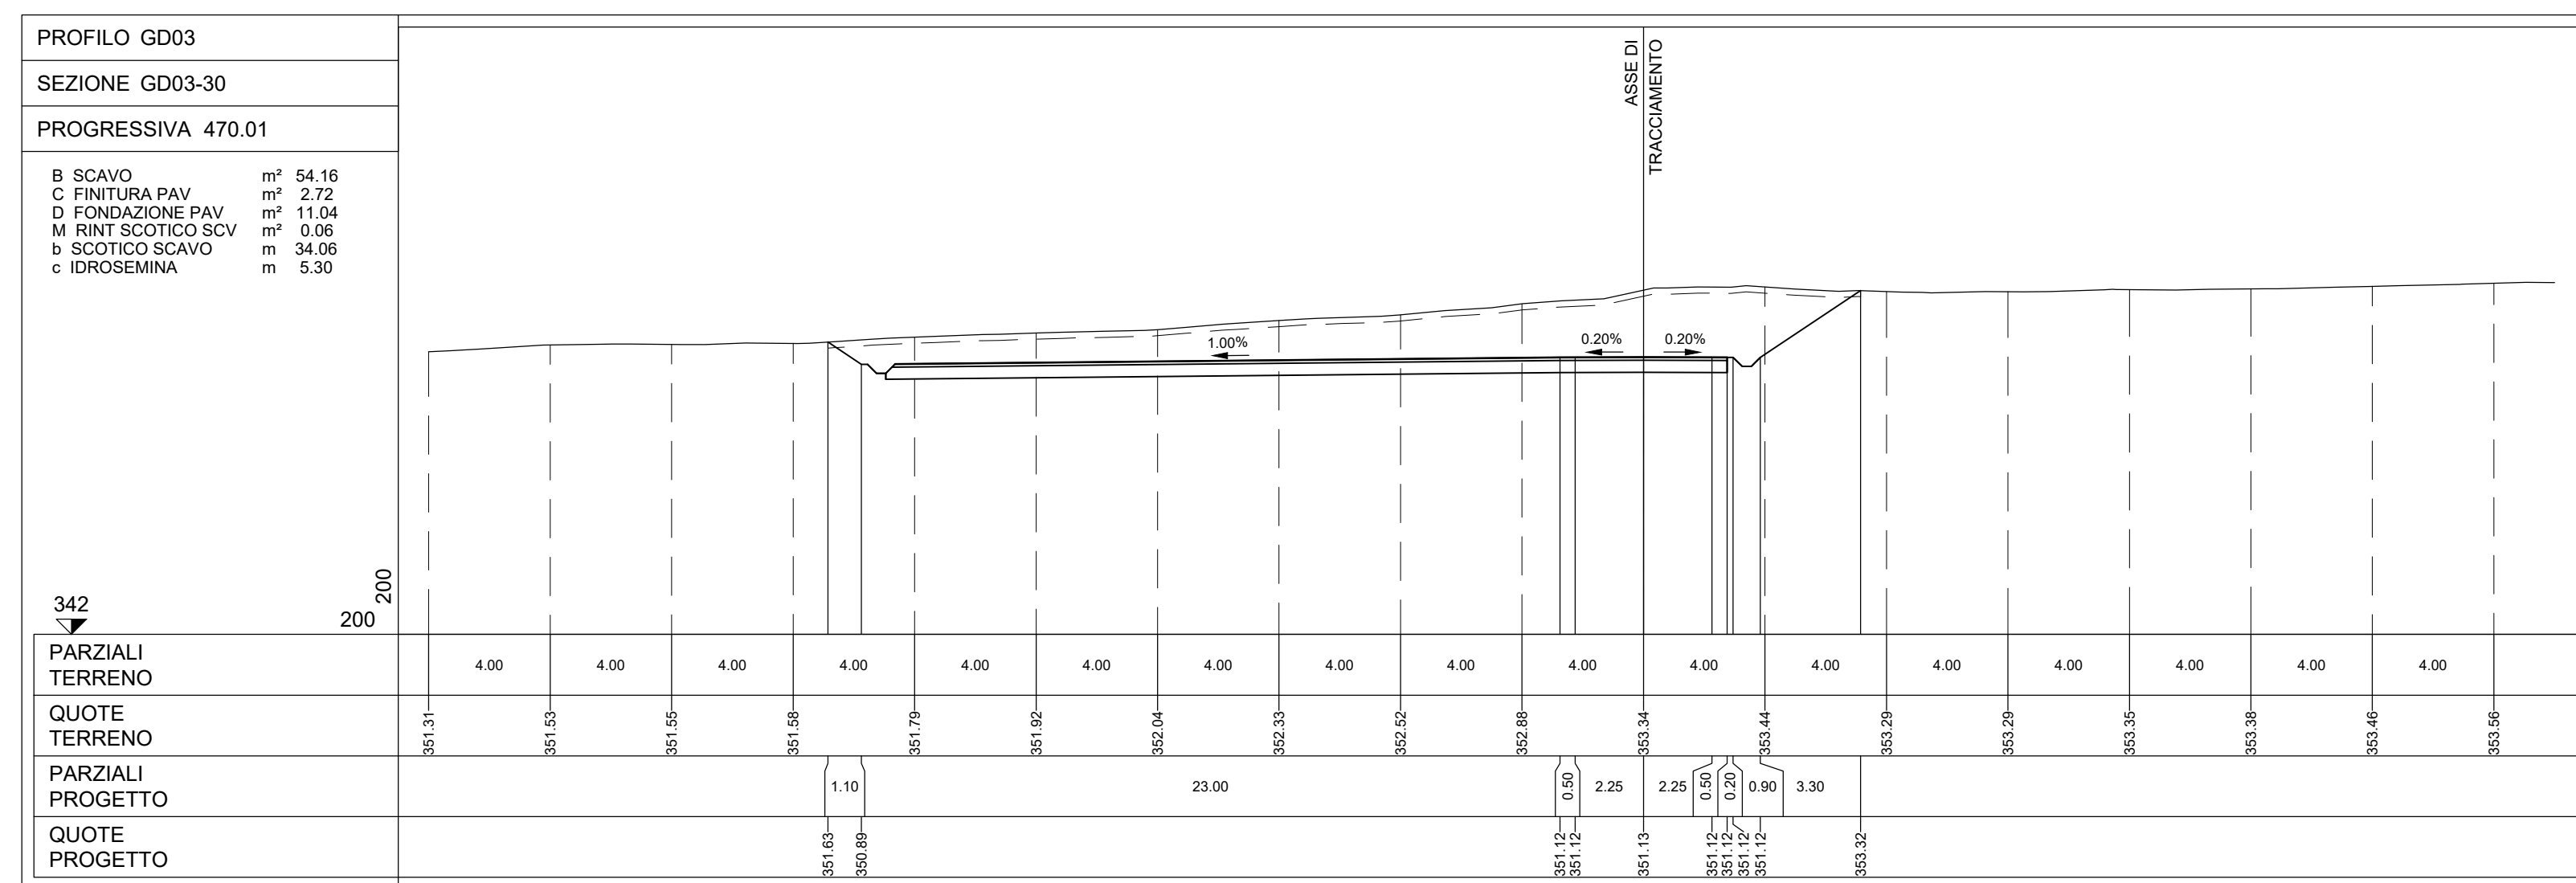 PROFILO GD03
SEZIONE GD03-30
PROGRESSIVA 470.01
B SCAVO m² 54.16
C FINITURA PAV m² 2.72
D FONDAZIONE PAV m² 11.04
M RINT SCOTICO SCV m² 0.06
b SCOTICO SCAVO m 34.06
c IDROSEMINA m 5.30
ASSE DI
TRACCIAMENTO
1.00%
0.20%
0.20%
342
200
200
PARZIALI
TERRENO
4.00 4.00 4.00 4.00 4.00 4.00 4.00 4.00 4.00 4.00 4.00 4.00 4.00 4.00 4.00 4.00 4.00
QUOTE
TERRENO
351.31 351.53 351.55 351.58 351.79 351.92 352.04 352.33 352.52 352.88 353.34 353.44 353.29 353.29 353.35 353.38 353.46 353.56
PARZIALI
PROGETTO
1.10 23.00 0.50 2.25 2.25 0.50 0.20 0.90 3.30
QUOTE
PROGETTO
351.63 350.89 351.12 351.12 351.13 351.12 351.12 351.12 351.12 353.32